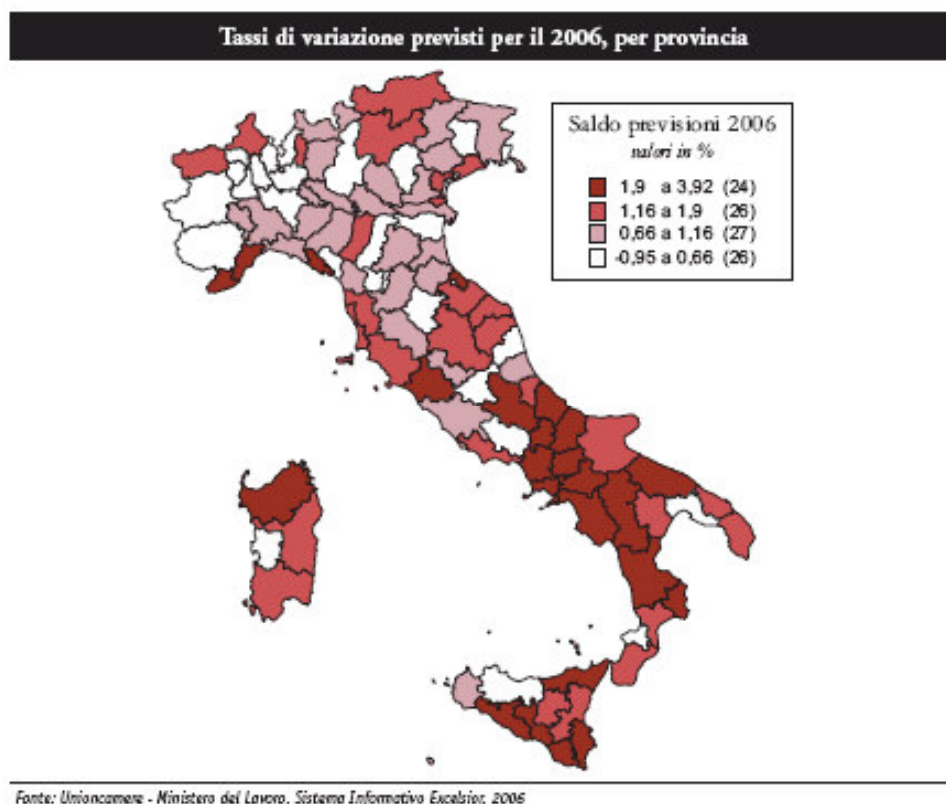 Tassi di variazione previsti per il 2006, per provincia
Saldo previsioni 2006
valori in %
1,9 a 3,92 (24)
1,16 a 1,9 (26)
0,66 a 1,16 (27)
-0,95 a 0,66 (26)
Fonte: Unioncamere - Ministero del Lavoro, Sistema Informativo Excelsior, 2006